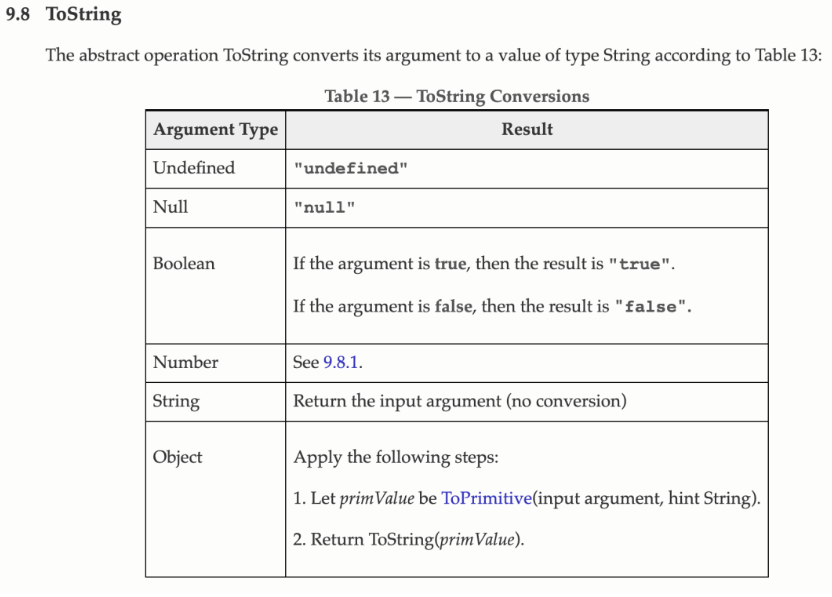 9.8 ToString
The abstract operation ToString converts its argument to a value of type String according to Table 13:
Table 13 — ToString Conversions
Argument Type Result
Undefined "undefined"
Null "null"
Boolean If the argument is true, then the result is "true".
If the argument is false, then the result is "false".
Number See 9.8.1.
String Return the input argument (no conversion)
Object Apply the following steps:
1. Let primValue be ToPrimitive(input argument, hint String).
2. Return ToString(primValue).